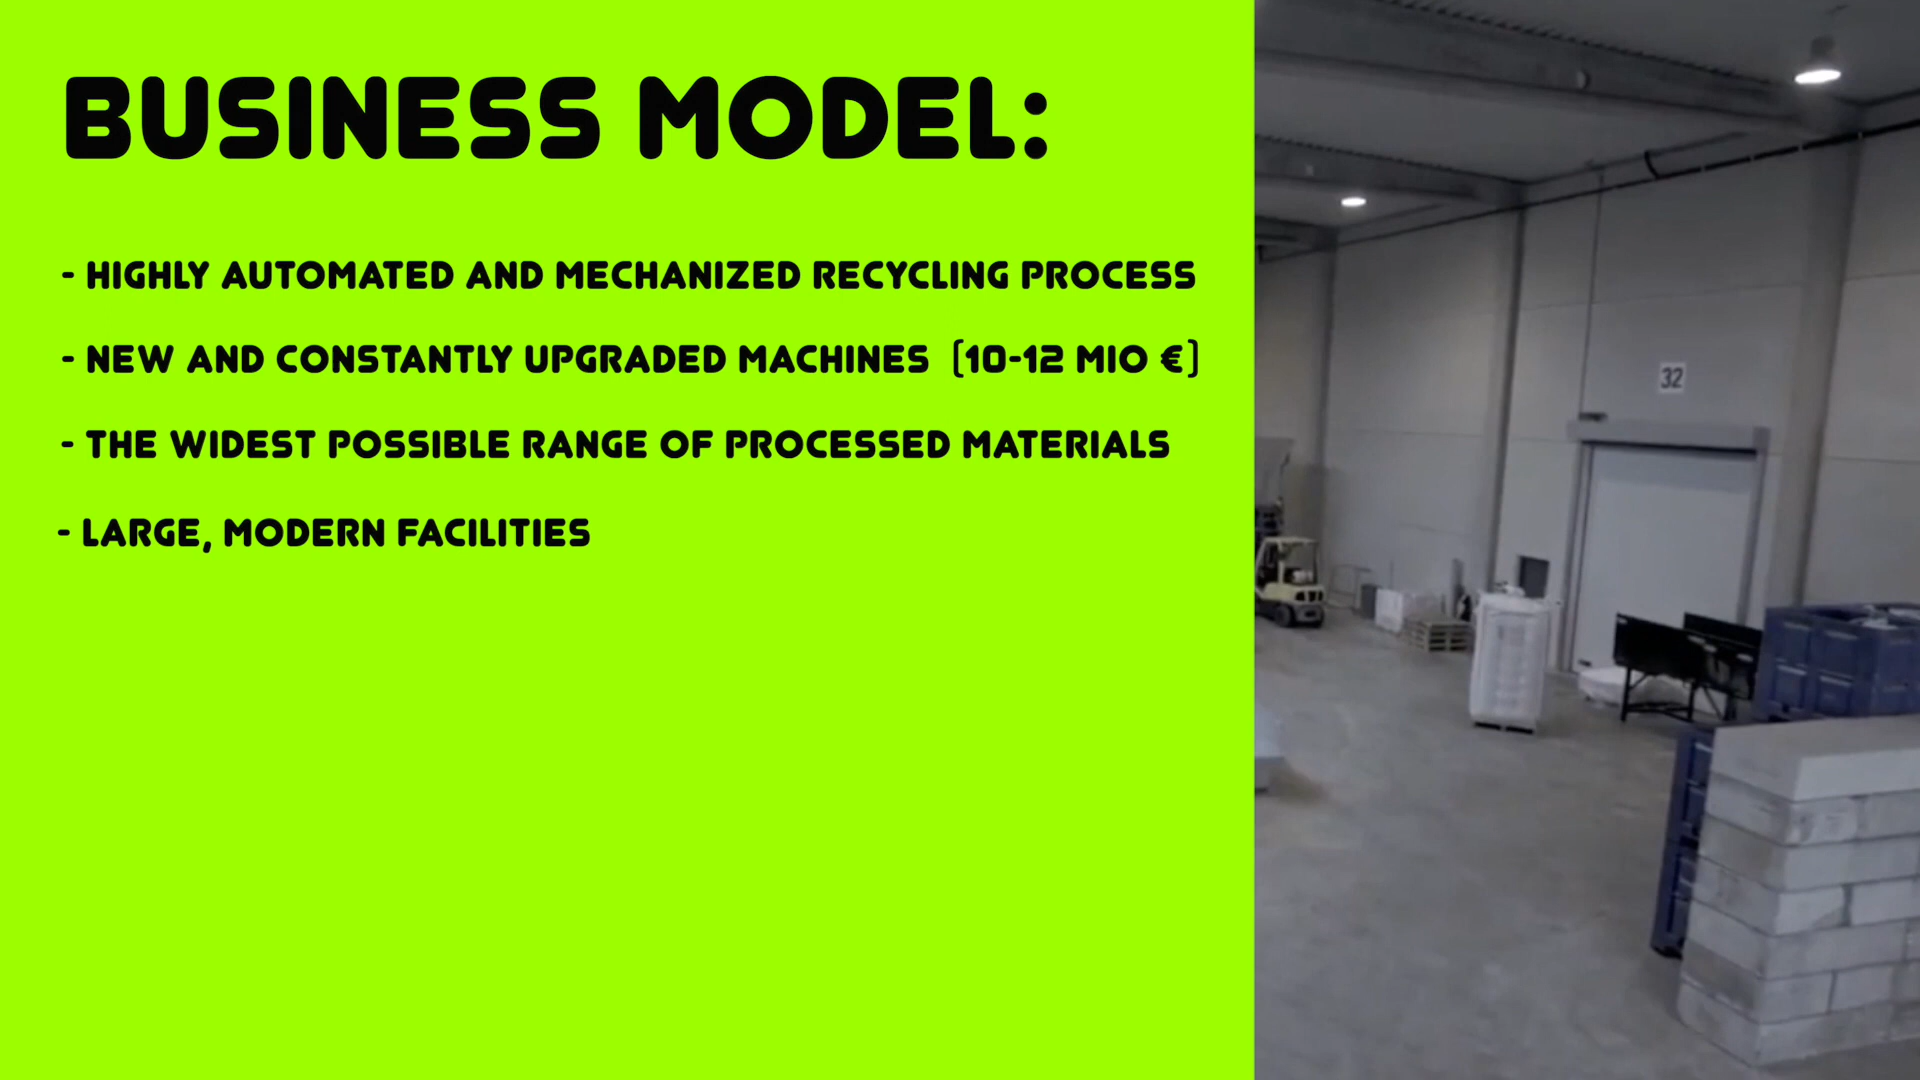 BUSINESS MODEL:
- HIGHLY AUTOMATED AND MECHANIZED RECYCLING PROCESS
- NEW AND CONSTANTLY UPGRADED MACHINES (10-12 MIO €)
- THE WIDEST POSSIBLE RANGE OF PROCESSED MATERIALS
- LARGE, MODERN FACILITIES
32